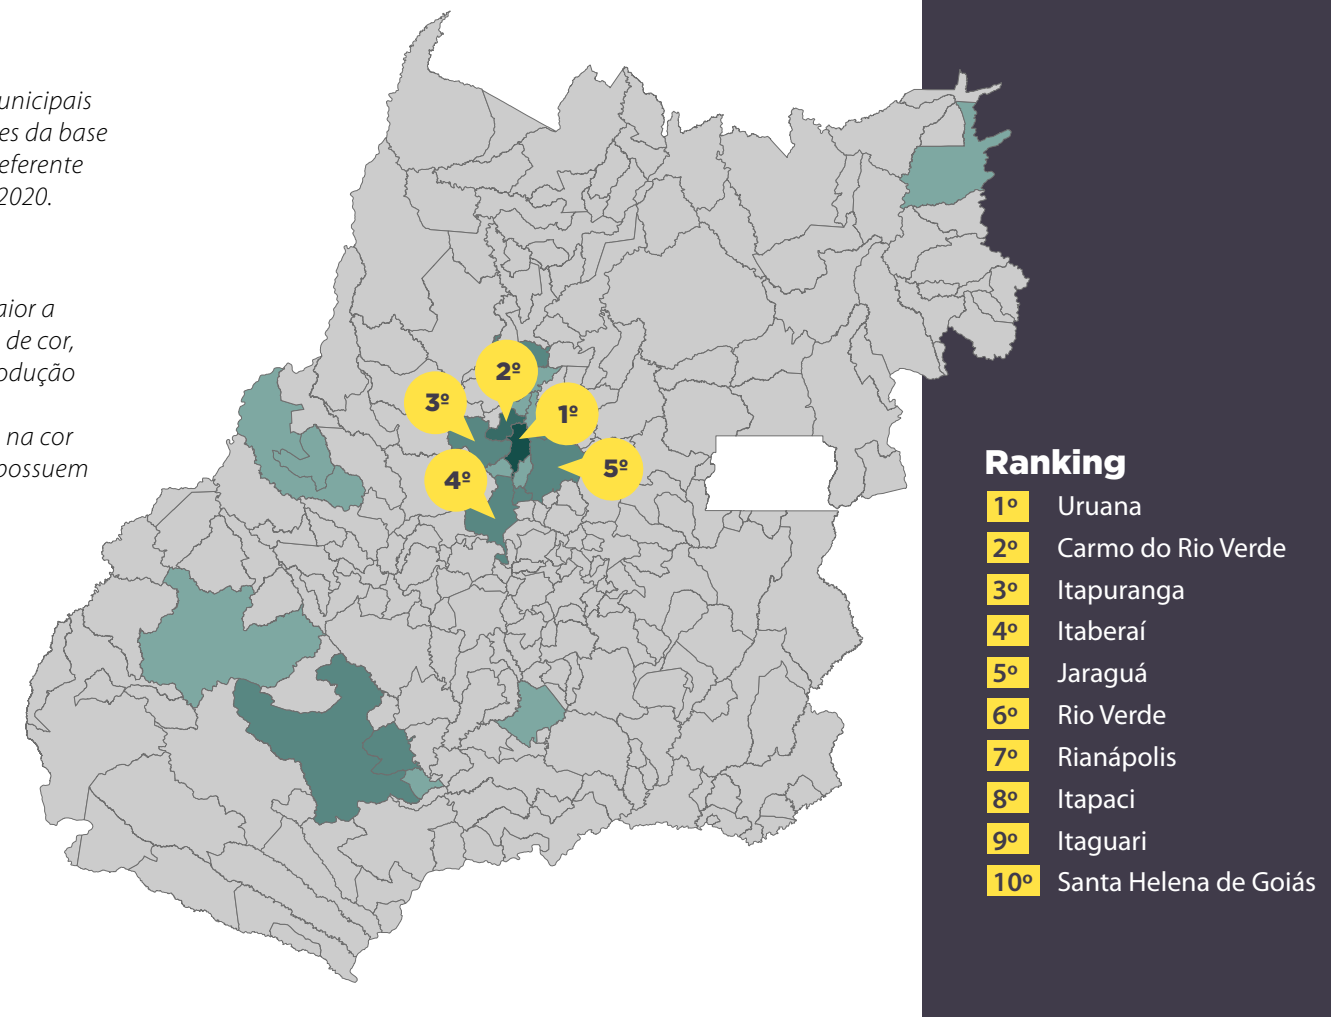 unicipais
es da base
eferente
2020.
aior a
de cor,
odução
na cor
possuem
2º
3º
1º
4º
5º
Ranking
1º Uruana
2º Carmo do Rio Verde
3º Itapuranga
4º Itaberaí
5º Jaraguá
6º Rio Verde
7º Rianápolis
8º Itapaci
9º Itaguari
10º Santa Helena de Goiás